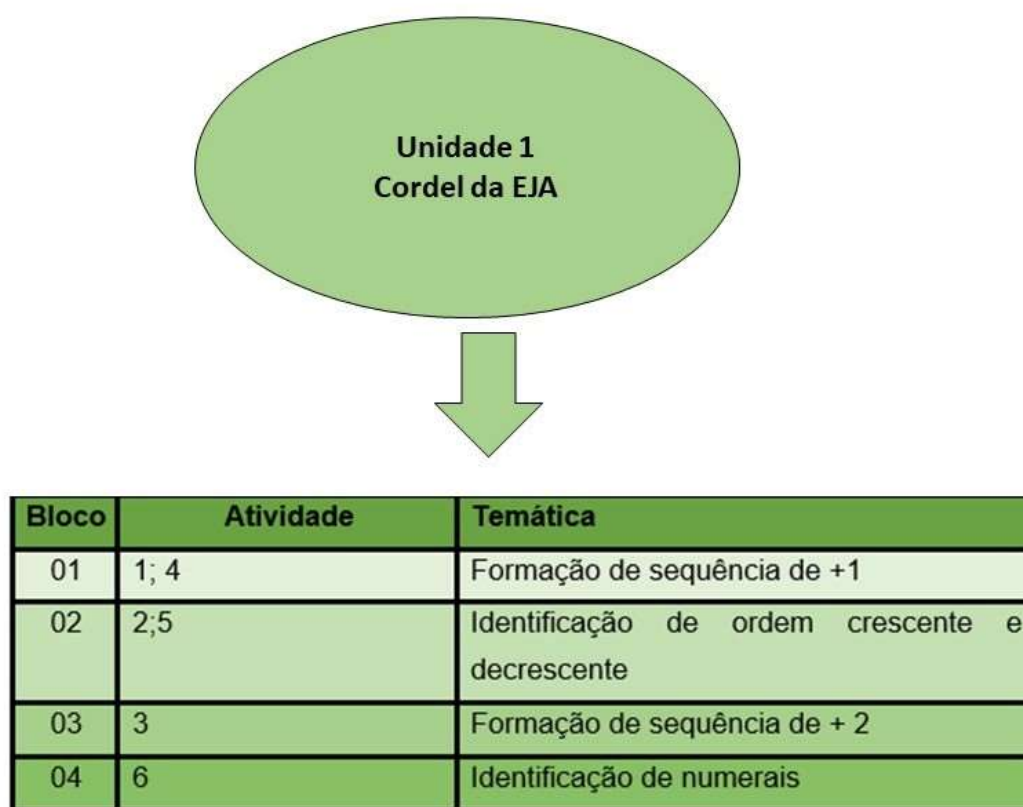 Unidade 1
Cordel da EJA
Bloco Atividade Temática
01 1; 4 Formação de sequência de +1
02 2;5 Identificação de ordem crescente e
decrescente
03 3 Formação de sequência de + 2
04 6 Identificação de numerais